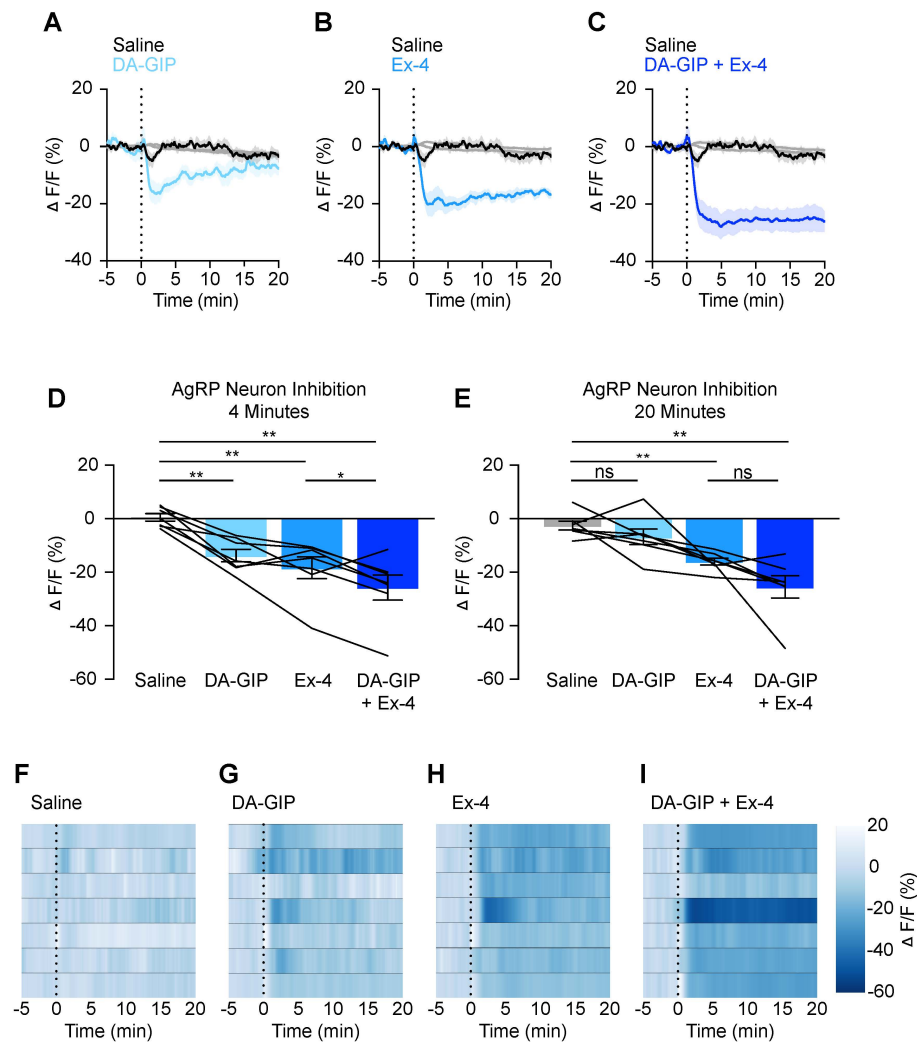 A
Saline
DA-GIP
20
0
-20
-40
Δ F/F (%)
-5 0 5 10 15 20
Time (min)
B
Saline
Ex-4
20
0
-20
-40
Δ F/F (%)
-5 0 5 10 15 20
Time (min)
C
Saline
DA-GIP + Ex-4
20
0
-20
-40
Δ F/F (%)
-5 0 5 10 15 20
Time (min)
D
AgRP Neuron Inhibition
4 Minutes
**
**
** *
20
0
-20
-40
-60
Δ F/F (%)
Saline DA-GIP Ex-4 DA-GIP
+ Ex-4
E
AgRP Neuron Inhibition
20 Minutes
**
**
ns ns
20
0
-20
-40
-60
Δ F/F (%)
Saline DA-GIP Ex-4 DA-GIP
+ Ex-4
F
Saline
-5 0 5 10 15 20
Time (min)
G
DA-GIP
-5 0 5 10 15 20
Time (min)
H
Ex-4
-5 0 5 10 15 20
Time (min)
I
DA-GIP + Ex-4
-5 0 5 10 15 20
Time (min)
20
0
-20
-40
-60
Δ F/F (%)